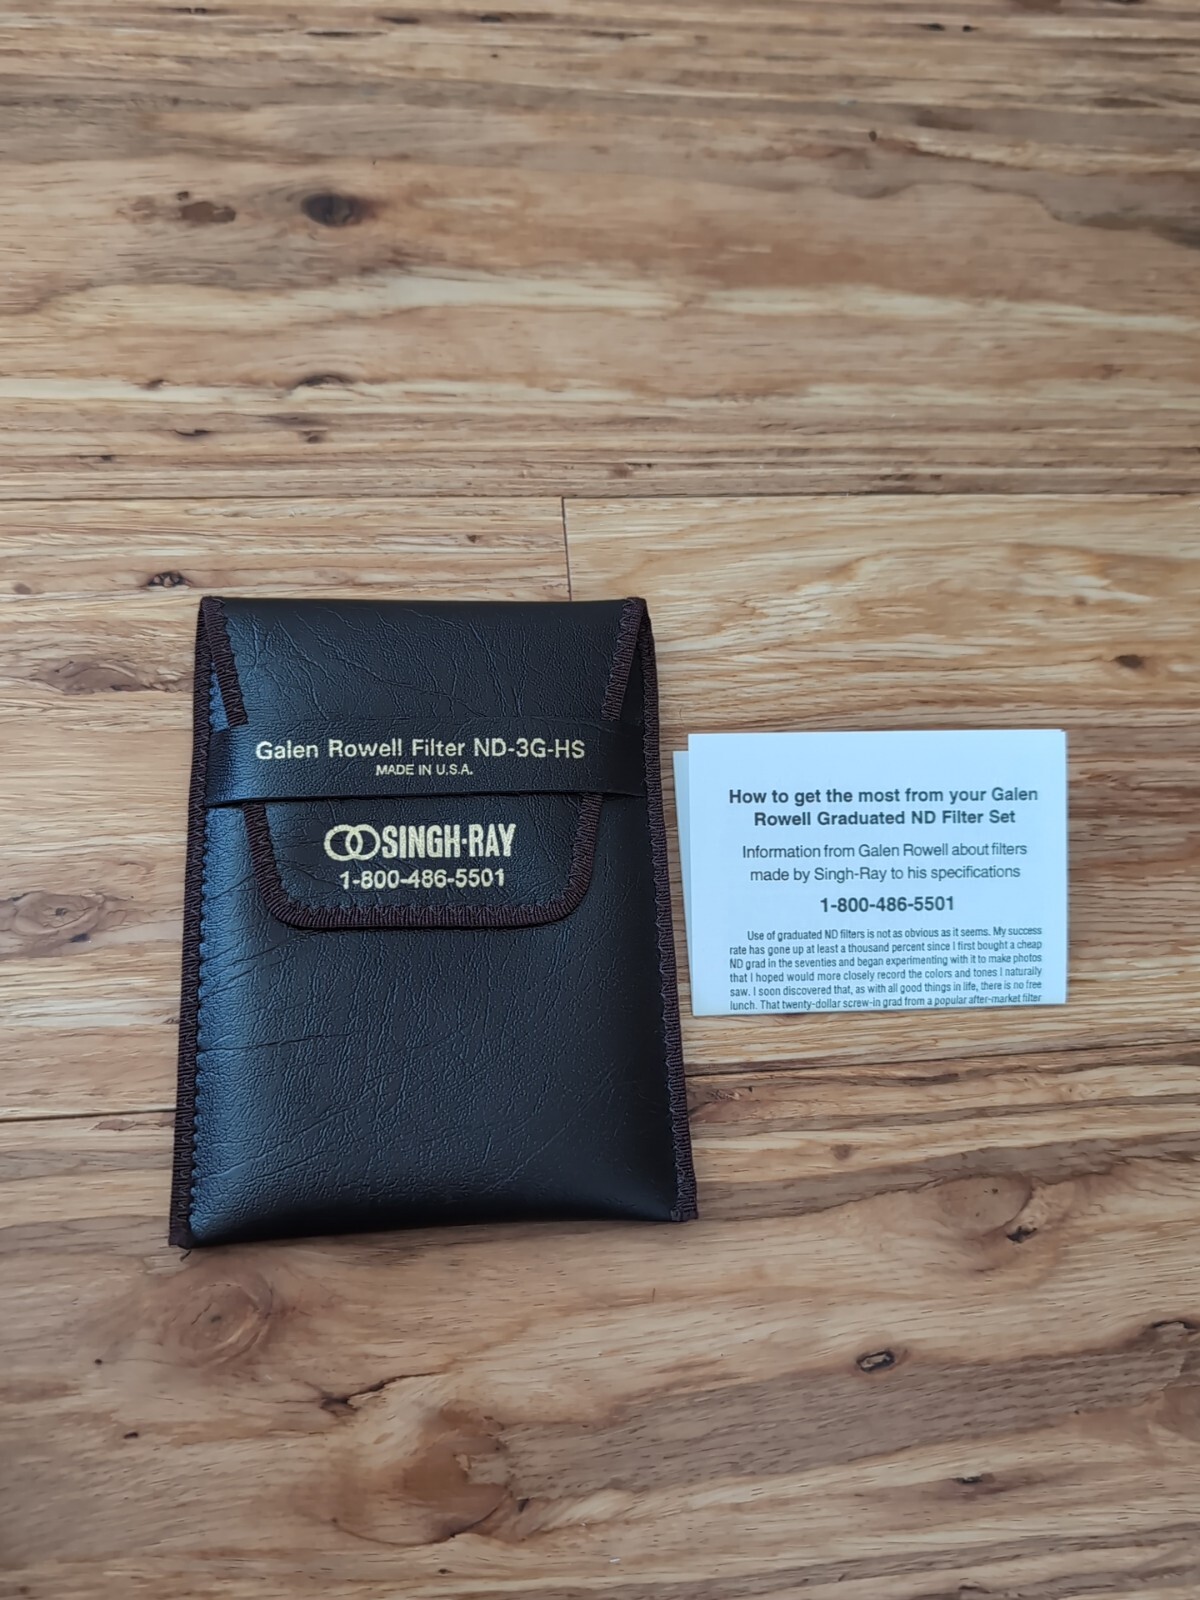 Galen Rowell Filter ND-3G-HS
MADE IN U.S.A.
SINGH-RAY
1-800-486-5501
How to get the most from your Galen
Rowell Graduated ND Filter Set
Information from Galen Rowell about filters
made by Singh-Ray to his specifications
1-800-486-5501
Use of graduated ND filters is not as obvious as it seems. My success
rate has gone up at least a thousand percent since I first bought a cheap
ND grad in the seventies and began experimenting with it to make photos
that I hoped would more closely record the colors and tones I naturally
saw. I soon discovered that, as with all good things in life, there is no free
lunch. That twenty-dollar screw-in grad from a popular after-market filter